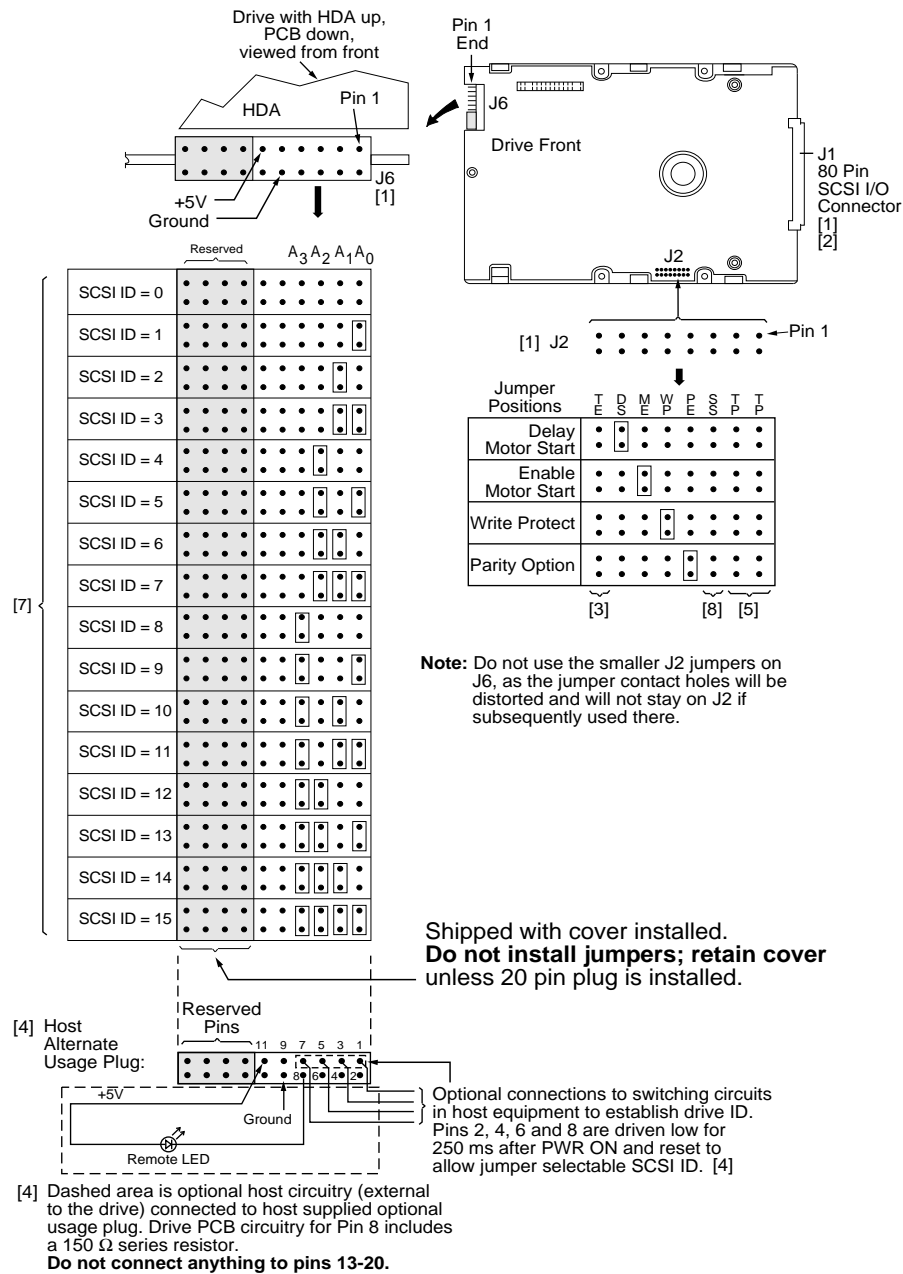 Drive with HDA up,
PCB down,
viewed from front
HDA
Pin 1
J6
[1]
+5V
Ground
Pin 1
End
J6
Drive Front
J1
80 Pin
SCSI I/O
Connector
[1]
[2]
J2
[1] J2
Pin 1
Reserved
A3 A2 A1 A0
SCSI ID = 0
SCSI ID = 1
SCSI ID = 2
SCSI ID = 3
SCSI ID = 4
SCSI ID = 5
SCSI ID = 6
SCSI ID = 7
SCSI ID = 8
SCSI ID = 9
SCSI ID = 10
SCSI ID = 11
SCSI ID = 12
SCSI ID = 13
SCSI ID = 14
SCSI ID = 15
[7]
Jumper
Positions
T D M W P S T T
E S E P E S P P
Delay
Motor Start
Enable
Motor Start
Write Protect
Parity Option
[3] [8] [5]
Note: Do not use the smaller J2 jumpers on
J6, as the jumper contact holes will be
distorted and will not stay on J2 if
subsequently used there.
Shipped with cover installed.
Do not install jumpers; retain cover
unless 20 pin plug is installed.
[4] Host
Alternate
Usage Plug:
Reserved
Pins
11 9 7 5 3 1
8 6 4 2
+5V
Ground
Remote LED
Optional connections to switching circuits
in host equipment to establish drive ID.
Pins 2, 4, 6 and 8 are driven low for
250 ms after PWR ON and reset to
allow jumper selectable SCSI ID. [4]
[4] Dashed area is optional host circuitry (external
to the drive) connected to host supplied optional
usage plug. Drive PCB circuitry for Pin 8 includes
a 150 Ω series resistor.
Do not connect anything to pins 13-20.